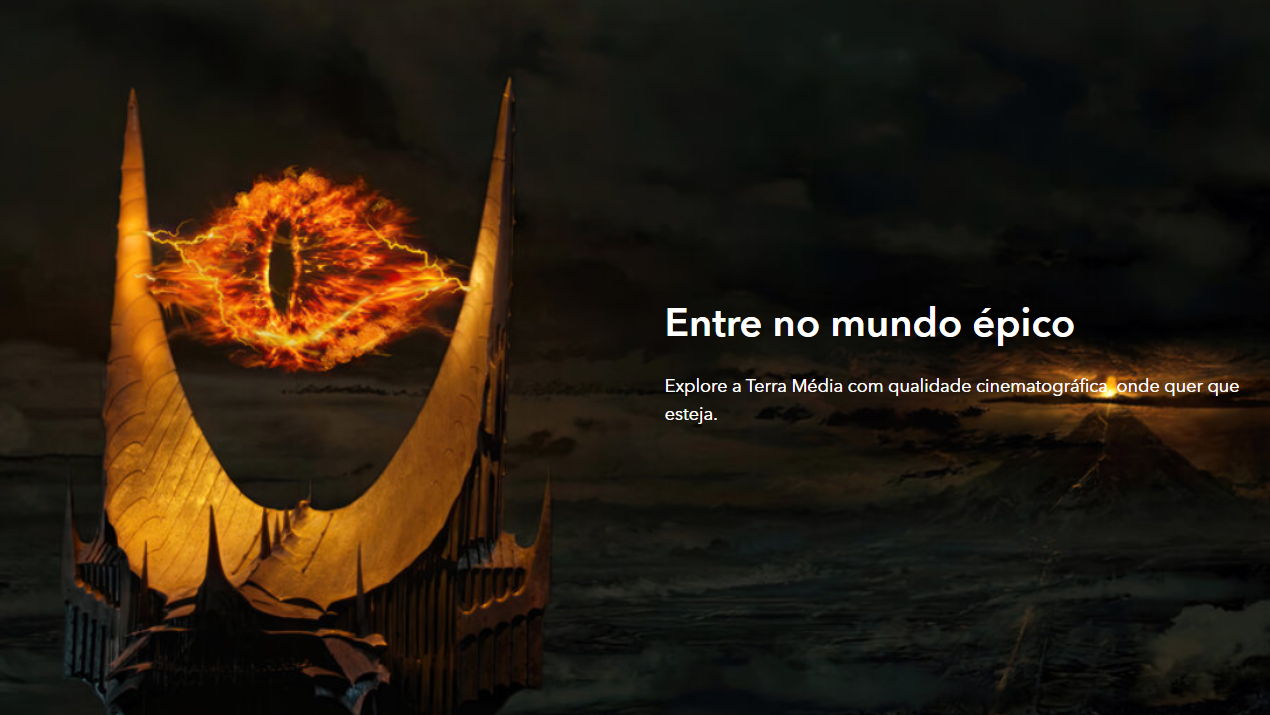 Entre no mundo épico
Explore a Terra Média com qualidade cinematográfica, onde quer que
esteja.